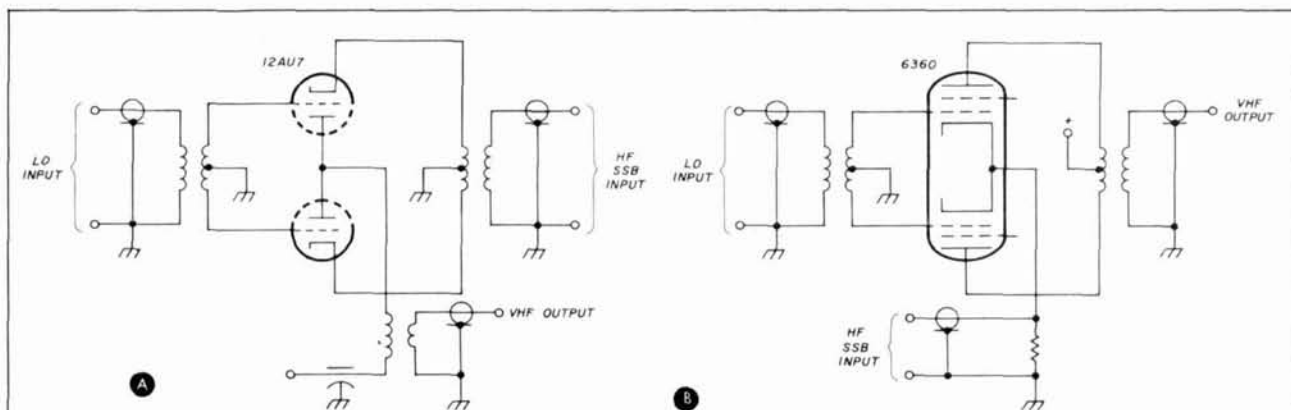 12AU7
LO
INPUT
HF
SSB
INPUT
VHF OUTPUT
A
6360
LO
INPUT
+
VHF
OUTPUT
HF
SSB
INPUT
B